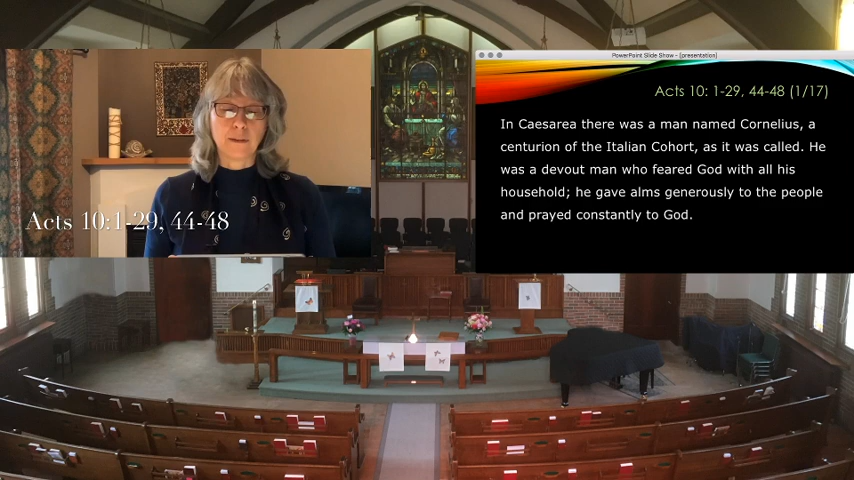 PowerPoint Slide Show - [presentation]
Acts 10: 1-29, 44-48 (1/17)
In Caesarea there was a man named Cornelius, a
centurion of the Italian Cohort, as it was called. He
was a devout man who feared God with all his
household; he gave alms generously to the people
and prayed constantly to God.
Acts 10:1-29, 44-48